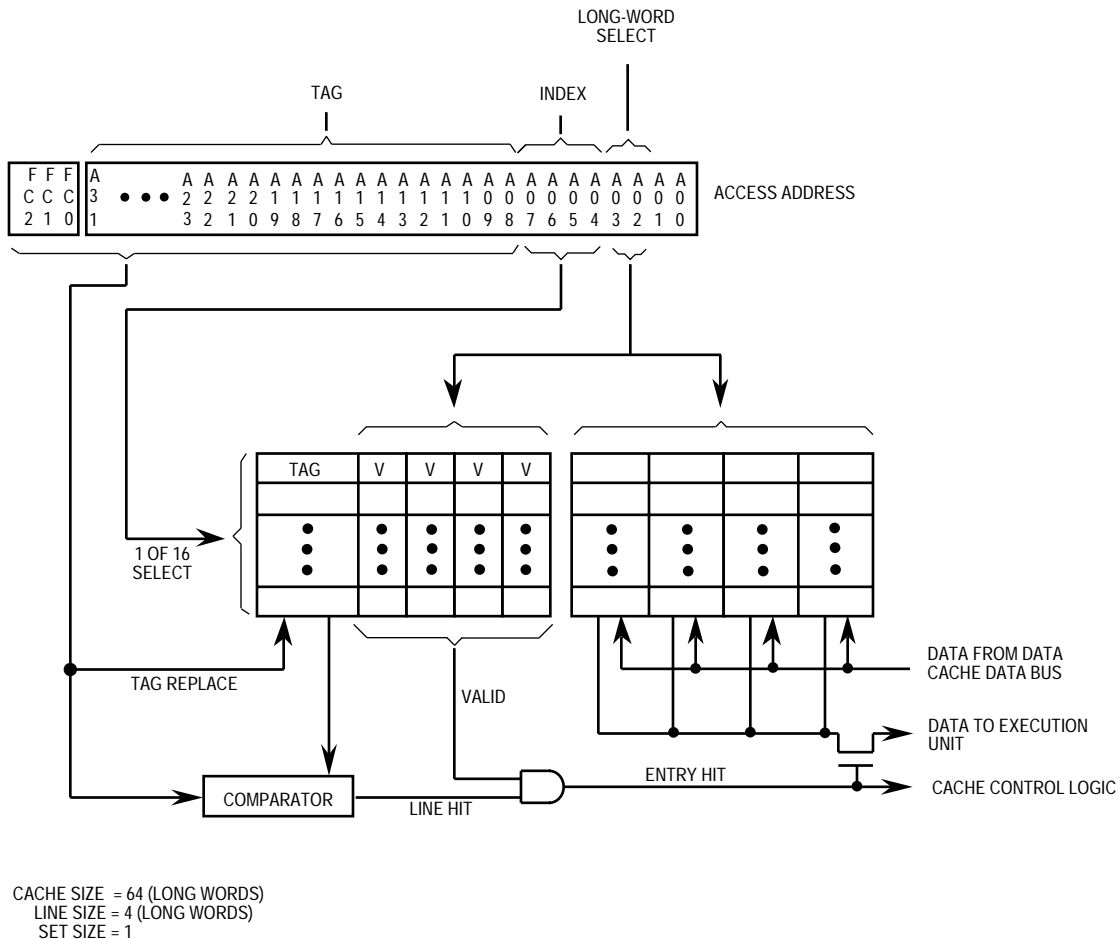 LONG-WORD
SELECT
TAG
INDEX
F F F A A A A A A A A A A A A A A A A A A A A A A A A A
C C C 3 2 2 2 2 1 1 1 1 1 1 1 1 1 1 0 0 0 0 0 0 0 0 0 0
2 1 0 1 3 2 1 0 9 8 7 6 5 4 3 2 1 0 9 8 7 6 5 4 3 2 1 0
ACCESS ADDRESS
TAG V V V V
1 OF 16
SELECT
TAG REPLACE
VALID
DATA FROM DATA
CACHE DATA BUS
DATA TO EXECUTION
UNIT
ENTRY HIT
CACHE CONTROL LOGIC
COMPARATOR
LINE HIT
CACHE SIZE = 64 (LONG WORDS)
LINE SIZE = 4 (LONG WORDS)
SET SIZE = 1